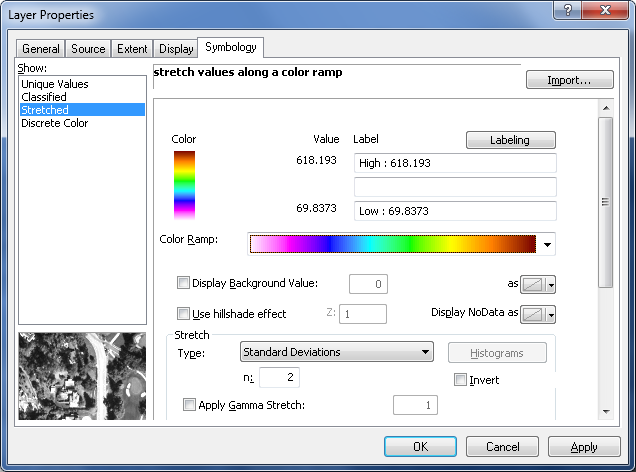 Layer Properties
General Source Extent Display Symbology
Show:
Unique Values
Classified
Stretched
Discrete Color
stretch values along a color ramp
Import...
Color Value Label Labeling
618.193 High : 618.193
69.8373 Low : 69.8373
Color Ramp:
Display Background Value: 0 as
Use hillshade effect Z: 1 Display NoData as
Stretch
Type: Standard Deviations Histograms
n: 2 Invert
Apply Gamma Stretch: 1
OK Cancel Apply